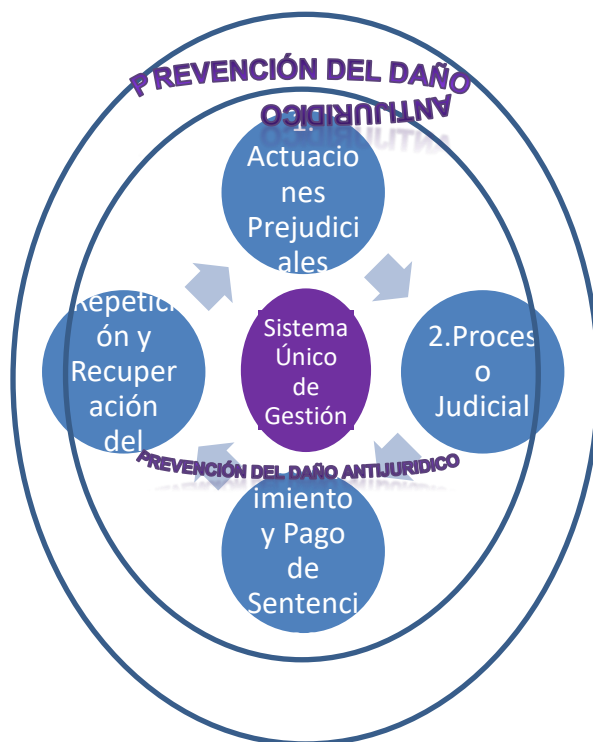 PREVENCIÓN DEL DAÑO
ANTIJURIDICO
1.
Actuacio
nes
Prejudici
ales
Repetici
ón y
Recuper
ación
del
Sistema
Único
de
Gestión
2.Proces
o
Judicial
PREVENCIÓN DEL DAÑO ANTIJURIDICO
imiento
y Pago
de
Sentenci